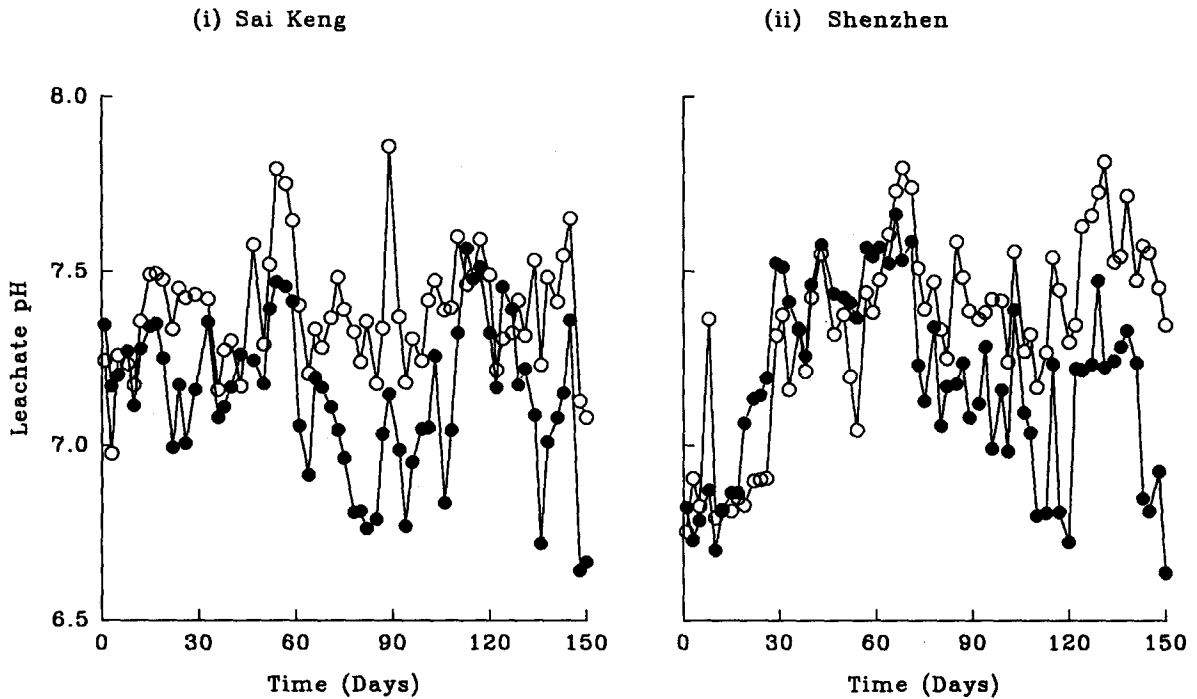 (i) Sai Keng
(ii) Shenzhen
Leachate pH
8.0
7.5
7.0
6.5
0 30 60 90 120 150
0 30 60 90 120 150
Time (Days)
Time (Days)